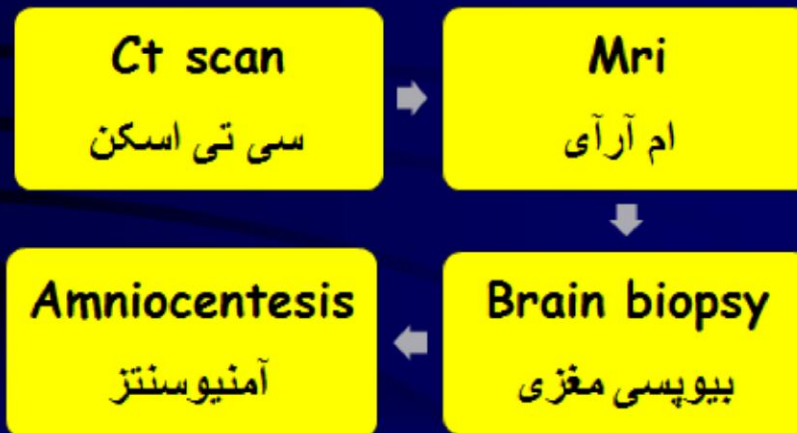 Ct scan
سی تی اسکن
Mri
ام آرآی
Brain biopsy
بیوپسی مغزی
Amniocentesis
آمنیوسنتز